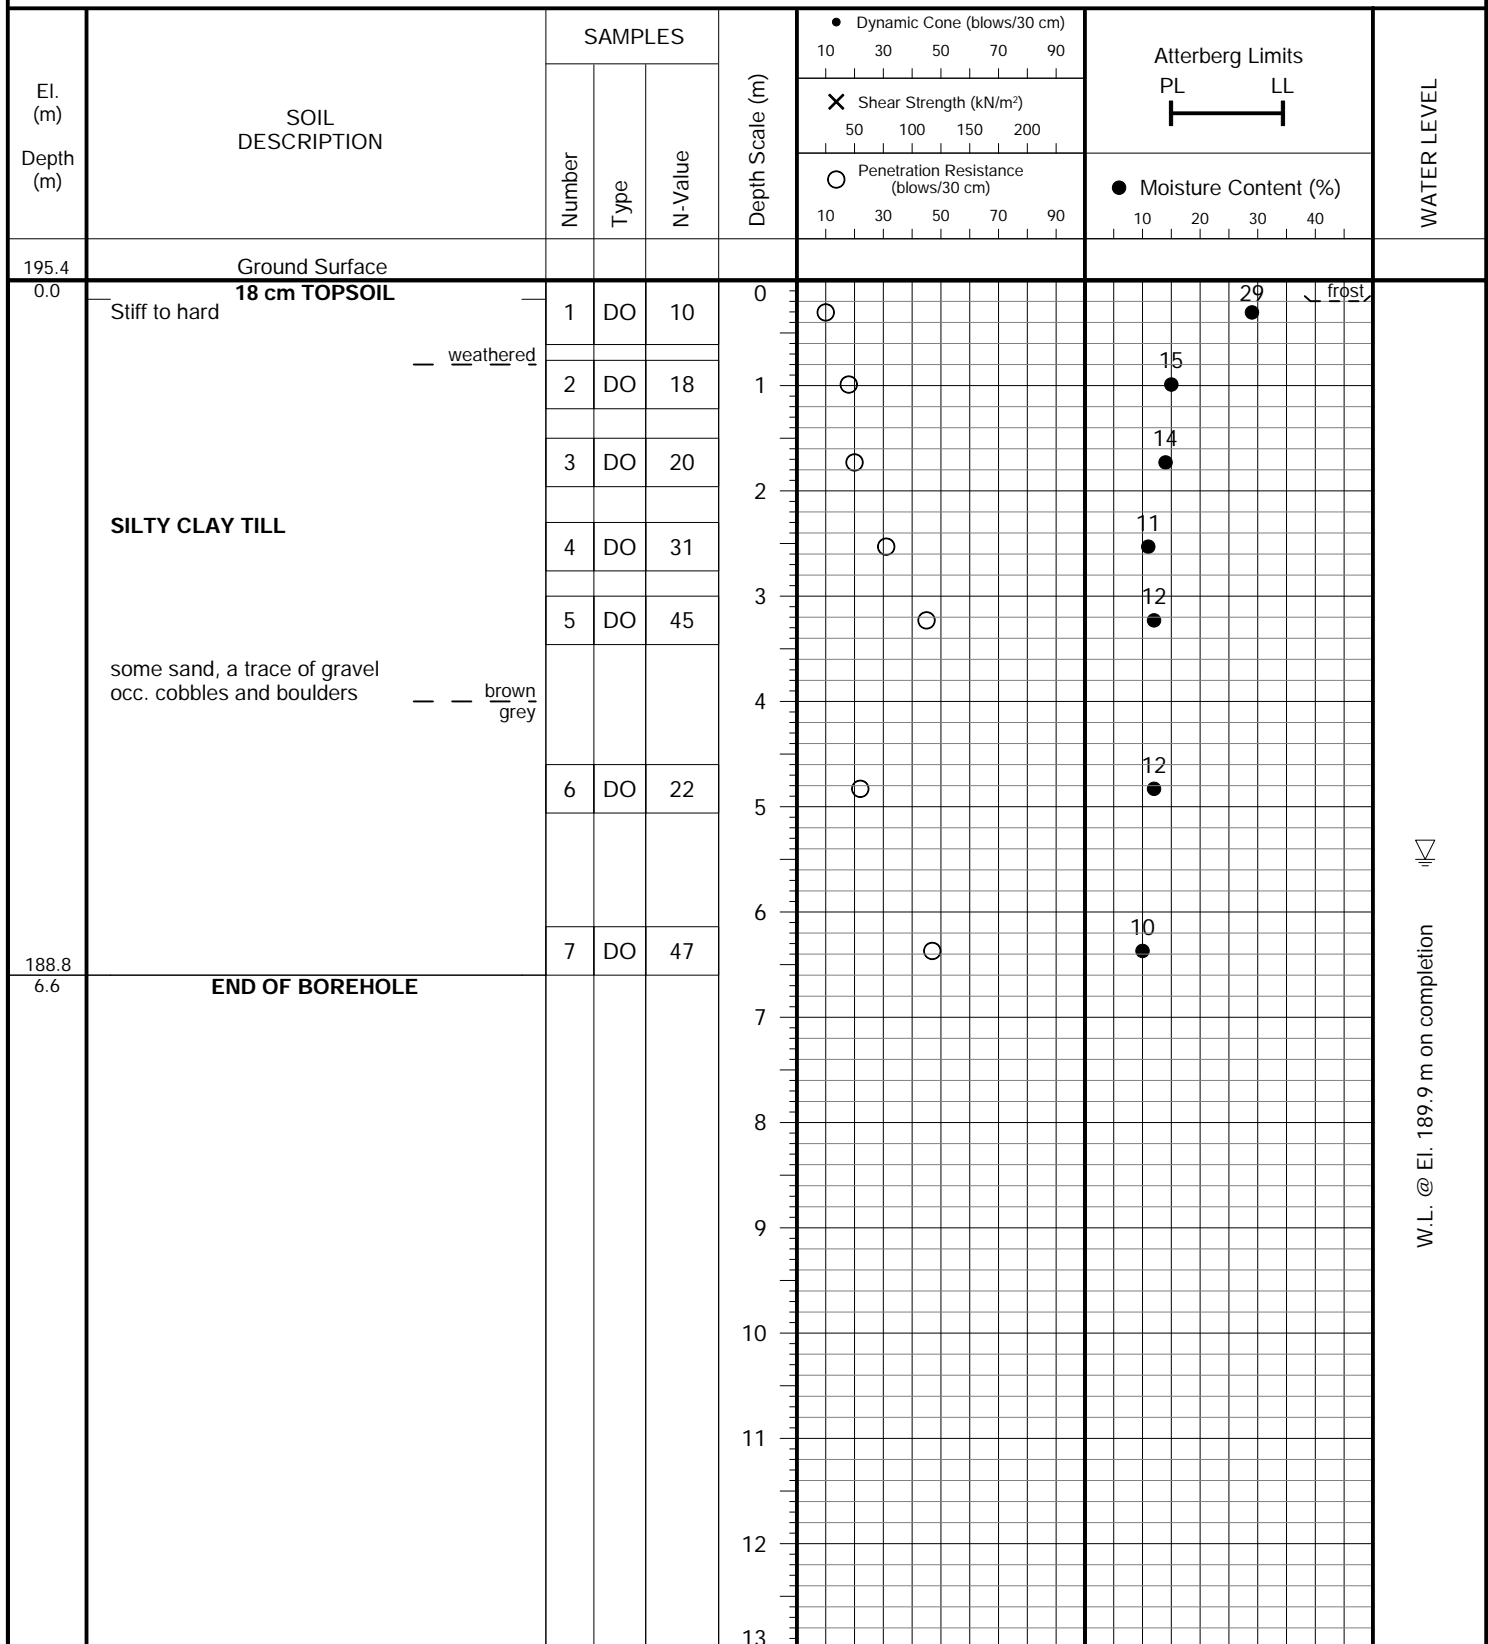 El.
(m)
Depth
(m)
SOIL
DESCRIPTION
SAMPLES
Number
Type
N-Value
Depth Scale (m)
● Dynamic Cone (blows/30 cm)
10 30 50 70 90
✕ Shear Strength (kN/m²)
50 100 150 200
○ Penetration Resistance
(blows/30 cm)
10 30 50 70 90
Atterberg Limits
PL LL
● Moisture Content (%)
10 20 30 40
WATER LEVEL
195.4 Ground Surface
0.0 18 cm TOPSOIL 0 29 frost
Stiff to hard 1 DO 10
weathered 15
2 DO 18 1
14
3 DO 20
2
SILTY CLAY TILL 11
4 DO 31
3 12
5 DO 45
some sand, a trace of gravel
occ. cobbles and boulders brown
4
grey
12
6 DO 22
5
6
10
7 DO 47
188.8
6.6 END OF BOREHOLE
7
8
9
10
11
12
13
W.L. @ El. 189.9 m on completion